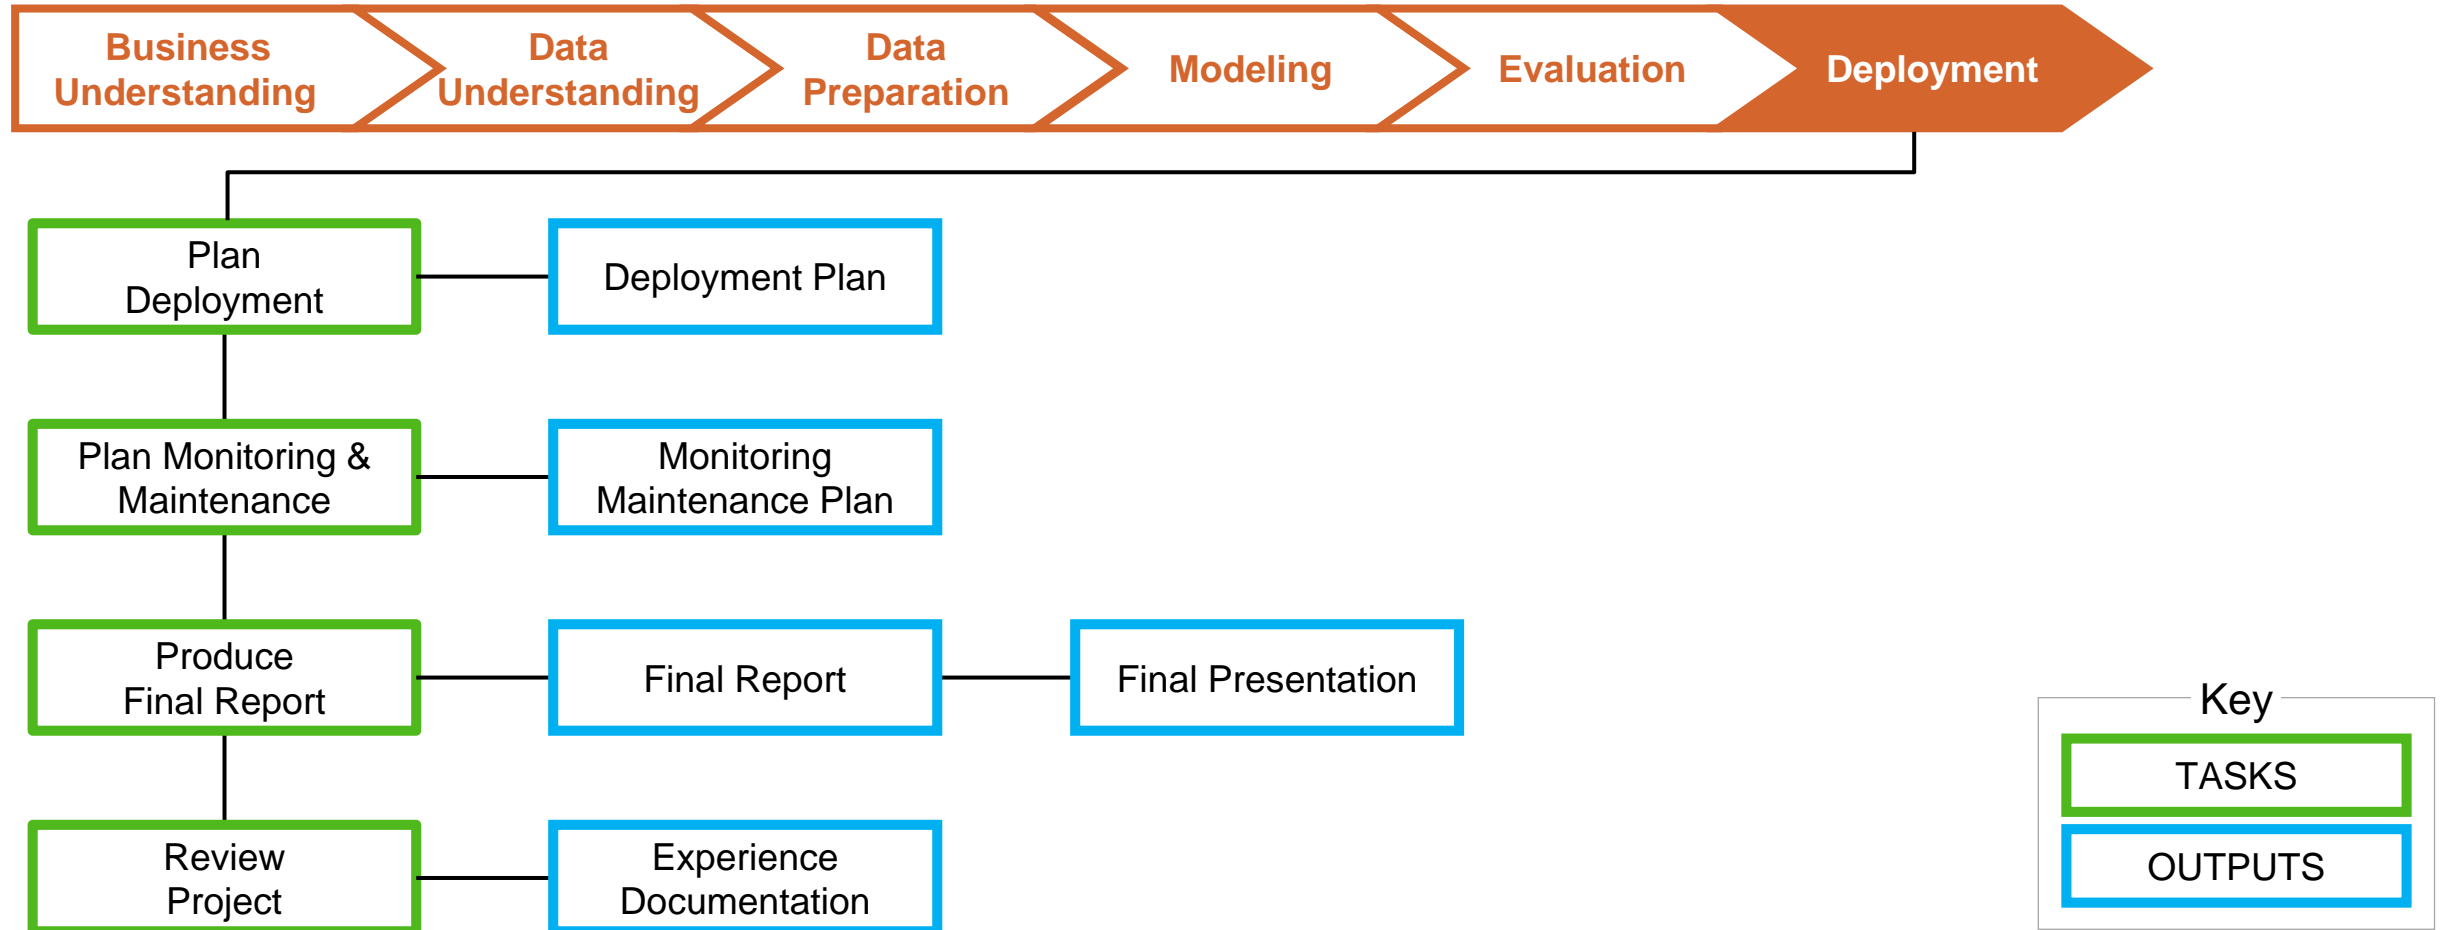 Business
Understanding
Data
Understanding
Data
Preparation
Modeling
Evaluation
Deployment
Plan
Deployment
Deployment Plan
Plan Monitoring &
Maintenance
Monitoring
Maintenance Plan
Produce
Final Report
Final Report
Final Presentation
Review
Project
Experience
Documentation
Key
TASKS
OUTPUTS